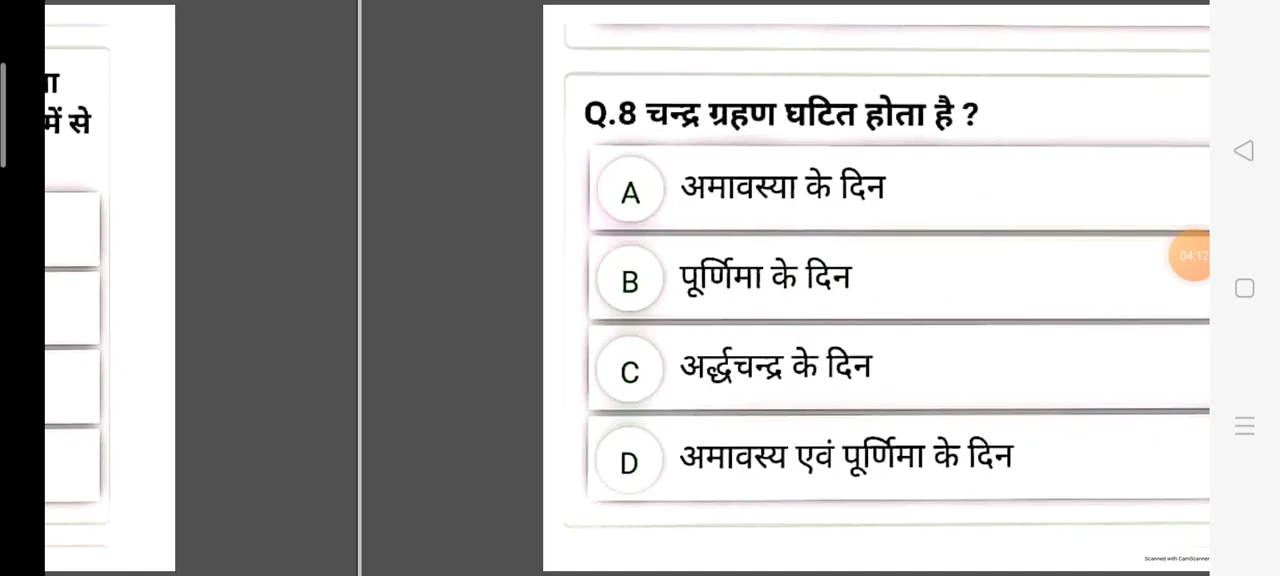 में से
Q.8 चन्द्र ग्रहण घटित होता है ?
A अमावस्या के दिन
B पूर्णिमा के दिन
04:12
C अर्द्धचन्द्र के दिन
D अमावस्य एवं पूर्णिमा के दिन
Scanned with CamScanner